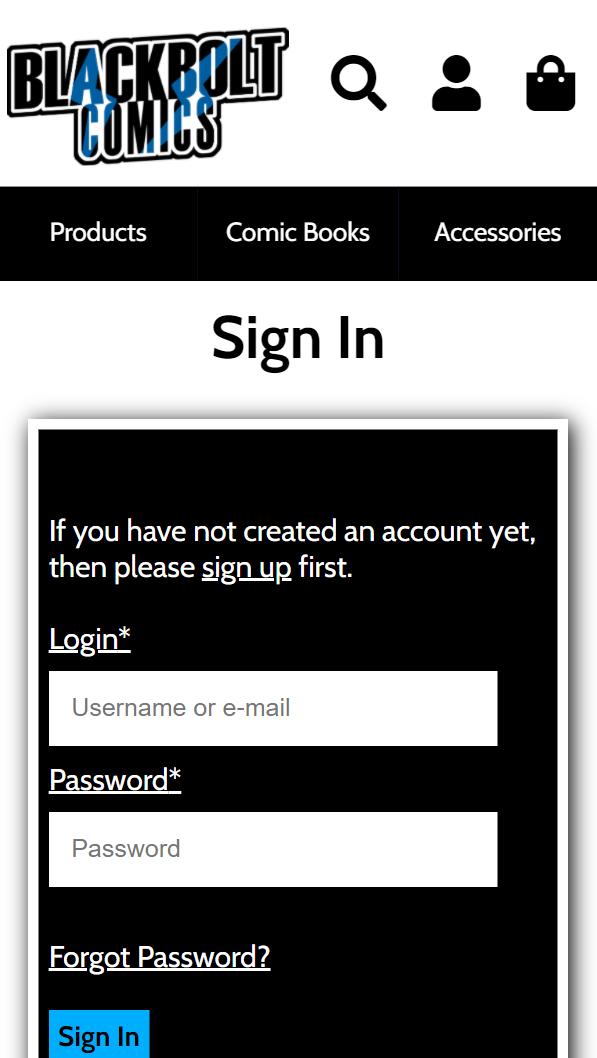 BLACKBOLT
COMICS
Products
Comic Books
Accessories
Sign In
If you have not created an account yet,
then please sign up first.
Login*
Username or e-mail
Password*
Password
Forgot Password?
Sign In